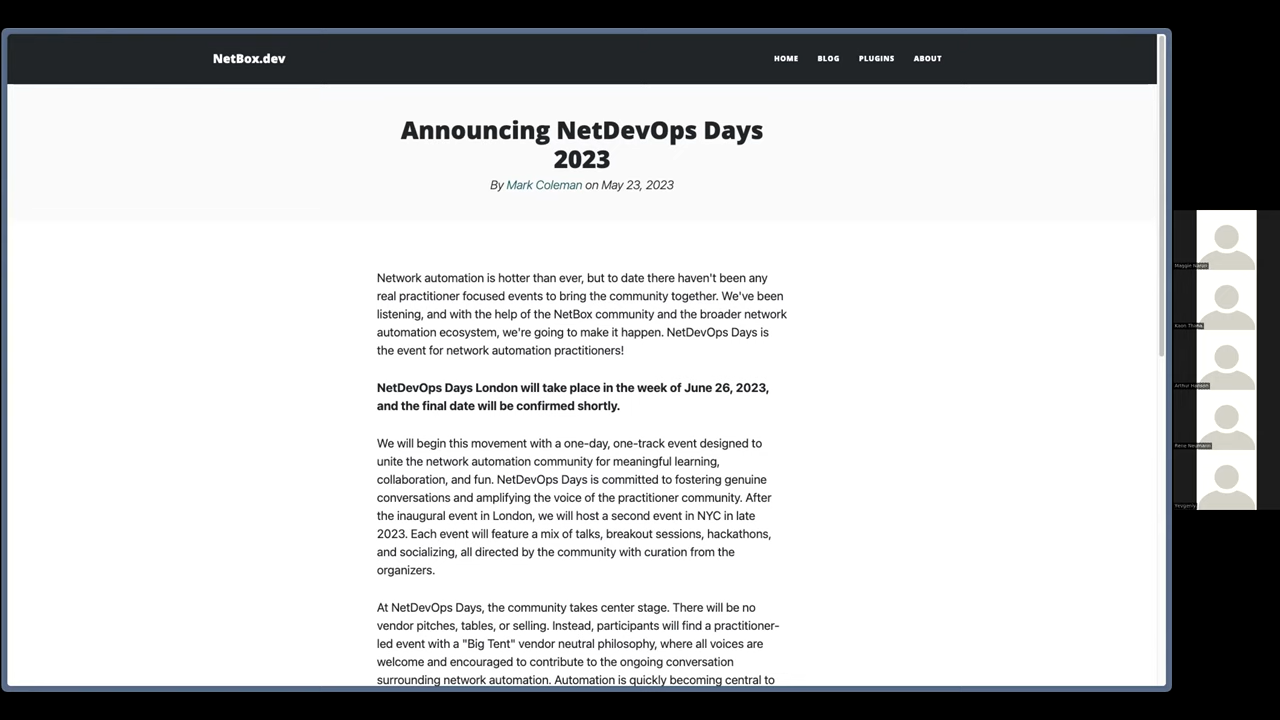 NetBox.dev
HOME BLOG PLUGINS ABOUT
Announcing NetDevOps Days
2023
By Mark Coleman on May 23, 2023
Network automation is hotter than ever, but to date there haven't been any
real practitioner focused events to bring the community together. We've been
listening, and with the help of the NetBox community and the broader network
automation ecosystem, we're going to make it happen. NetDevOps Days is
the event for network automation practitioners!
NetDevOps Days London will take place in the week of June 26, 2023,
and the final date will be confirmed shortly.
We will begin this movement with a one-day, one-track event designed to
unite the network automation community for meaningful learning,
collaboration, and fun. NetDevOps Days is committed to fostering genuine
conversations and amplifying the voice of the practitioner community. After
the inaugural event in London, we will host a second event in NYC in late
2023. Each event will feature a mix of talks, breakout sessions, hackathons,
and socializing, all directed by the community with curation from the
organizers.
At NetDevOps Days, the community takes center stage. There will be no
vendor pitches, tables, or selling. Instead, participants will find a practitioner-
led event with a "Big Tent" vendor neutral philosophy, where all voices are
welcome and encouraged to contribute to the ongoing conversation
surrounding network automation. Automation is quickly becoming central to
Arthur